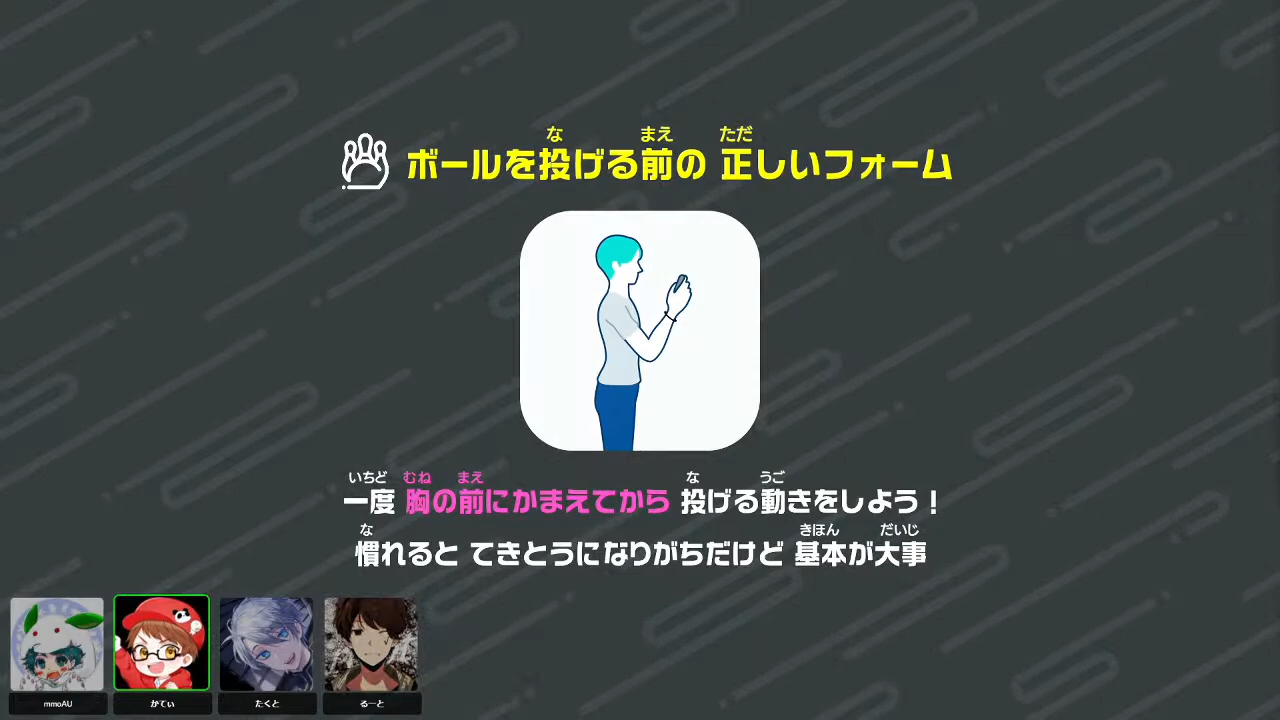 ボールを投げる前の 正しいフォーム
一度 胸の前にかまえてから 投げる動きをしよう！
慣れると てきとうになりがちだけど 基本が大事
mmoAU
かてぃ
たくと
るーと